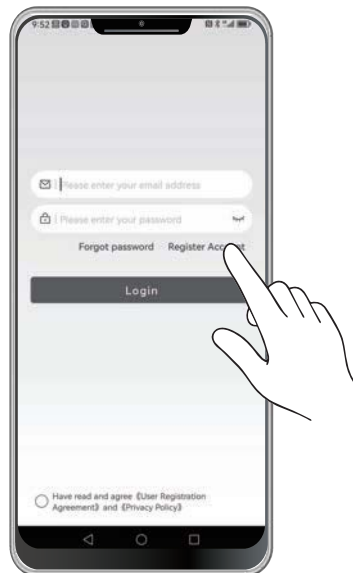 9:52
Please enter your email address
Please enter your password
Forgot password Register Account
Login
Have read and agree《User Registration
Agreement》and《Privacy Policy》